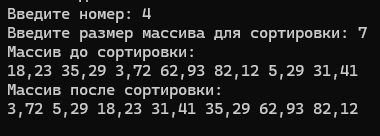 Введите номер: 4
Введите размер массива для сортировки: 7
Массив до сортировки:
18,23 35,29 3,72 62,93 82,12 5,29 31,41
Массив после сортировки:
3,72 5,29 18,23 31,41 35,29 62,93 82,12